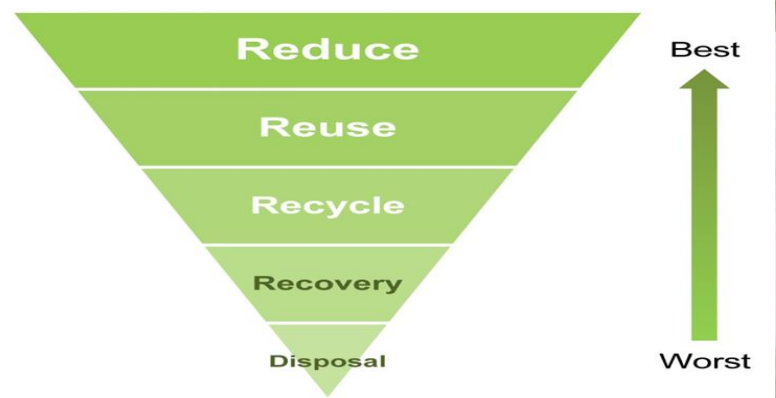 Reduce
Best
Reuse
Recycle
Recovery
Disposal
Worst